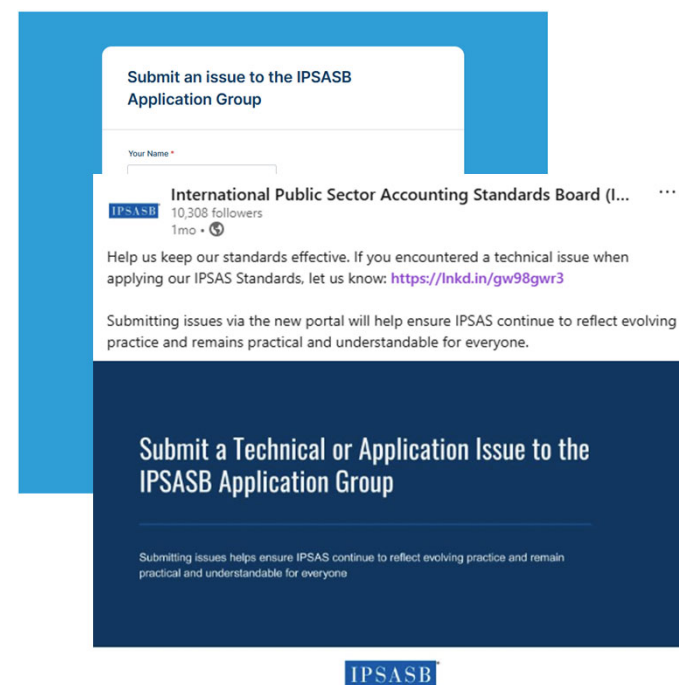 Submit an issue to the IPSASB
Application Group
Your Name *
IPSASB
International Public Sector Accounting Standards Board (I...
10,308 followers
1mo •
Help us keep our standards effective. If you encountered a technical issue when
applying our IPSAS Standards, let us know: https://lnkd.in/gw98gwr3
Submitting issues via the new portal will help ensure IPSAS continue to reflect evolving
practice and remains practical and understandable for everyone.
Submit a Technical or Application Issue to the
IPSASB Application Group
Submitting issues helps ensure IPSAS continue to reflect evolving practice and remain
practical and understandable for everyone
IPSASB